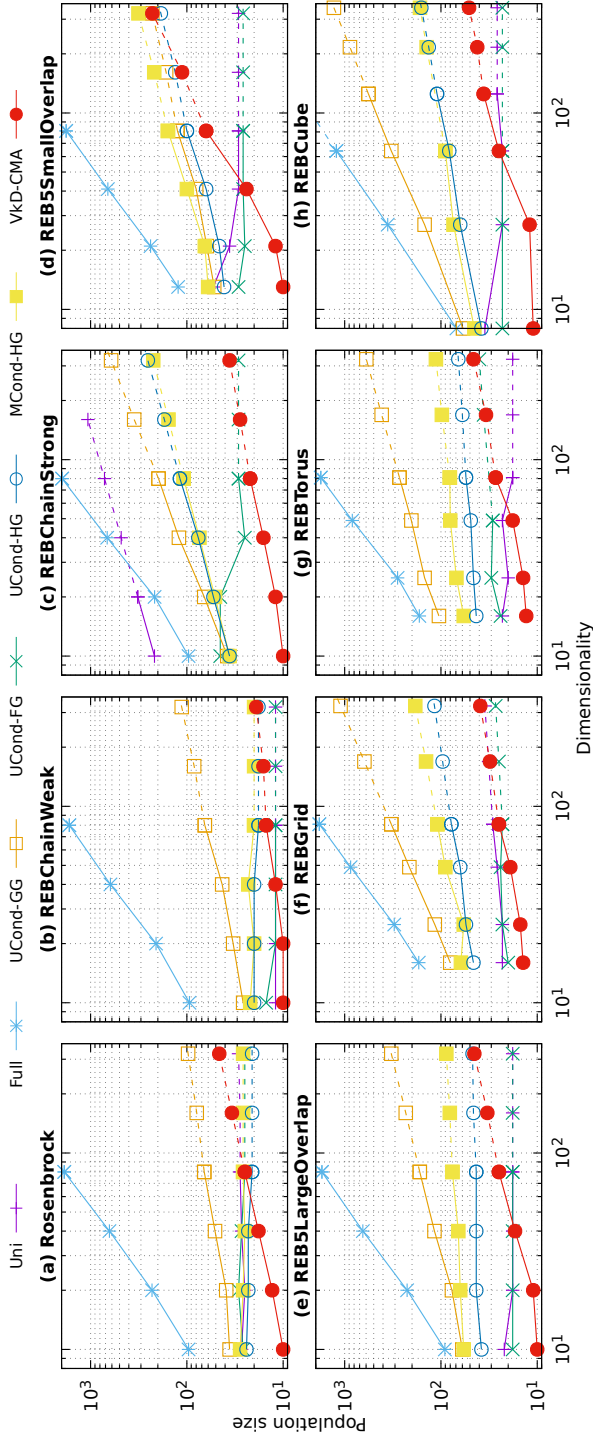 Uni Full UCond-GG UCond-FG UCond-HG MCond-HG VkD-CMA
(a) Rosenbrock (b) REBChainWeak (c) REBChainStrong (d) REB5SmallOverlap
10³
10²
10¹
Population size
(e) REB5LargeOverlap (f) REBGrid (g) REBTorus (h) REBCube
10³
10²
10¹
10¹ 10² 10¹ 10² 10¹ 10² 10¹ 10²
Dimensionality